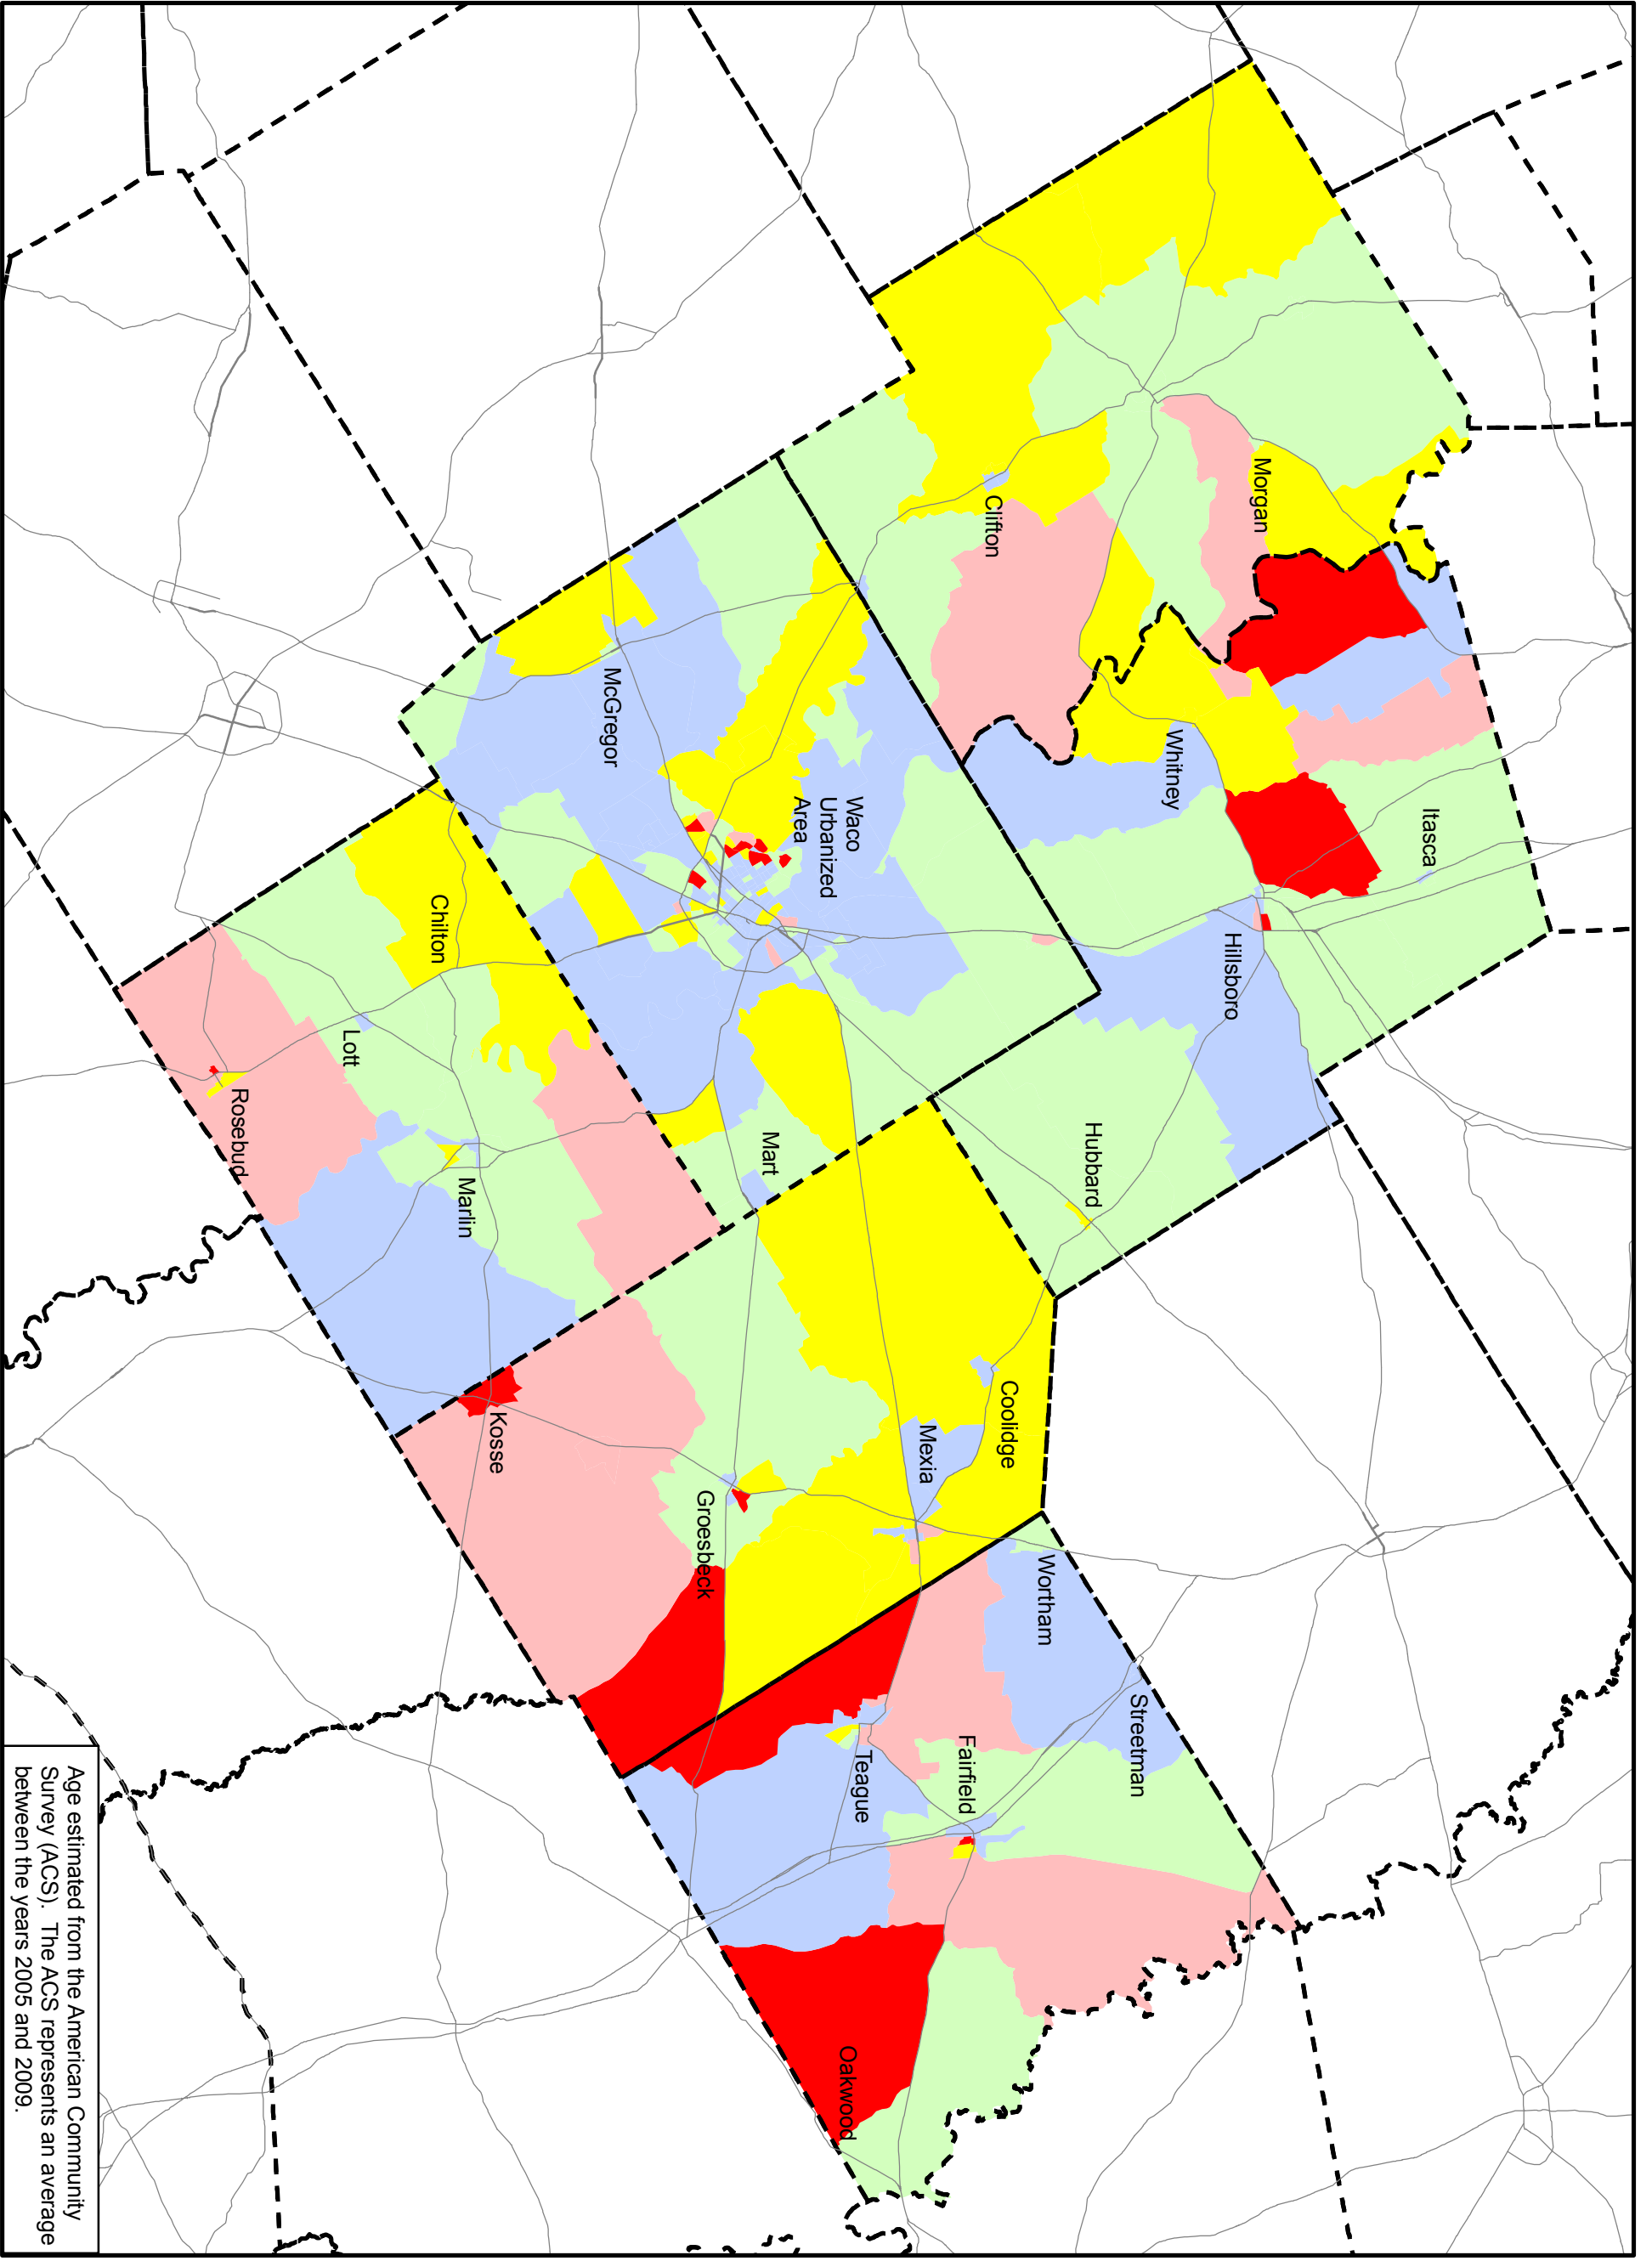 Morgan
Clifton
Itasca
Whitney
Hillsboro
Waco
Urbanized
Area
McGregor
Hubbard
Mart
Chilton
Lott
Marlin
Rosebud
Coolidge
Mexia
Kosse
Groesbeck
Wortham
Streetman
Fairfield
Teague
Oakwood
Age estimated from the American Community
Survey (ACS).  The ACS represents an average
between the years 2005 and 2009.